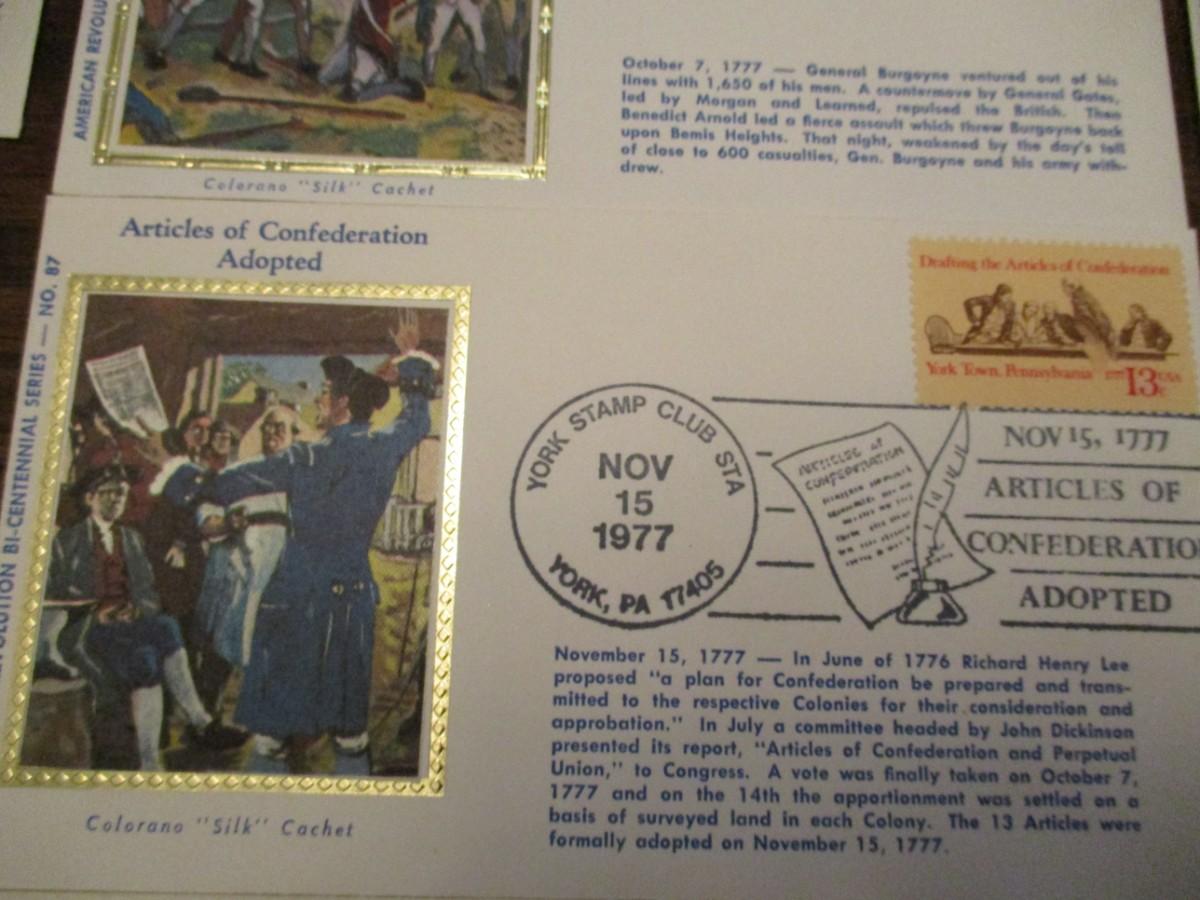 AMERICAN REVOLU
October 7, 1777 — General Burgoyne ventured out of his
lines with 1,650 of his men. A countermove by General Gates,
led by Morgan and Learned, repulsed the British. Then
Benedict Arnold led a fierce assault which threw Burgoyne back
upon Bemis Heights. That night, weakened by the day's toll
of close to 600 casualties, Gen. Burgoyne and his army with-
drew.
Colorano "Silk" Cachet
Articles of Confederation
Adopted
EVOLUTION BI-CENTENNIAL SERIES — NO. 87
Drafting the Articles of Confederation
York Town, Pennsylvania 1777 13c USA
YORK STAMP CLUB STA
NOV
15
1977
YORK, PA 17405
ARTICLES of
CONFEDERATION
NOV 15, 1777
ARTICLES OF
CONFEDERATIO
ADOPTED
November 15, 1777 — In June of 1776 Richard Henry Lee
proposed "a plan for Confederation be prepared and trans-
mitted to the respective Colonies for their consideration and
approbation." In July a committee headed by John Dickinson
presented its report, "Articles of Confederation and Perpetual
Union," to Congress. A vote was finally taken on October 7,
1777 and on the 14th the apportionment was settled on a
basis of surveyed land in each Colony. The 13 Articles were
formally adopted on November 15, 1777.
Colorano "Silk" Cachet